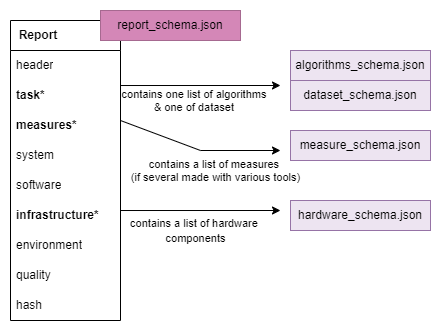 report_schema.json
Report
header
task*
measures*
system
software
infrastructure*
environment
quality
hash
contains one list of algorithms
& one of dataset
algorithms_schema.json
dataset_schema.json
contains a list of measures
(if several made with various tools)
measure_schema.json
contains a list of hardware
components
hardware_schema.json